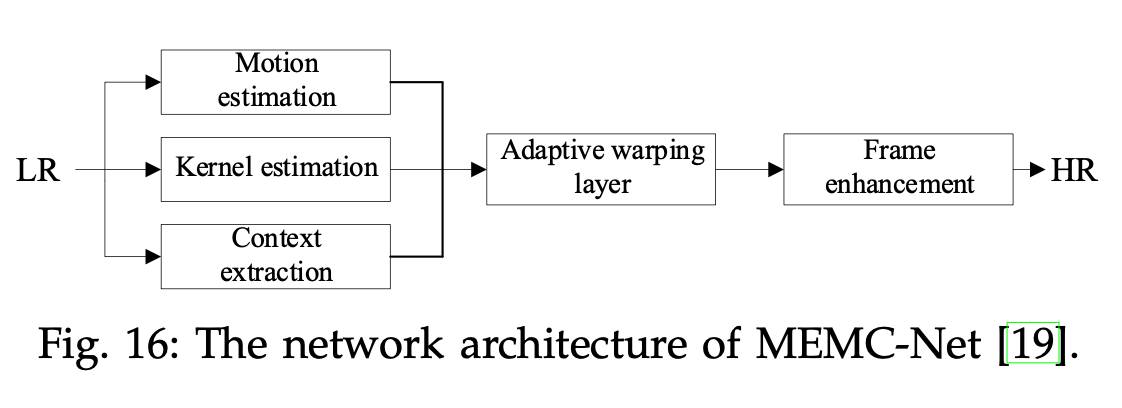 Motion
estimation
LR
Kernel estimation
Context
extraction
Adaptive warping
layer
Frame
enhancement
HR
Fig. 16: The network architecture of MEMC-Net [19].